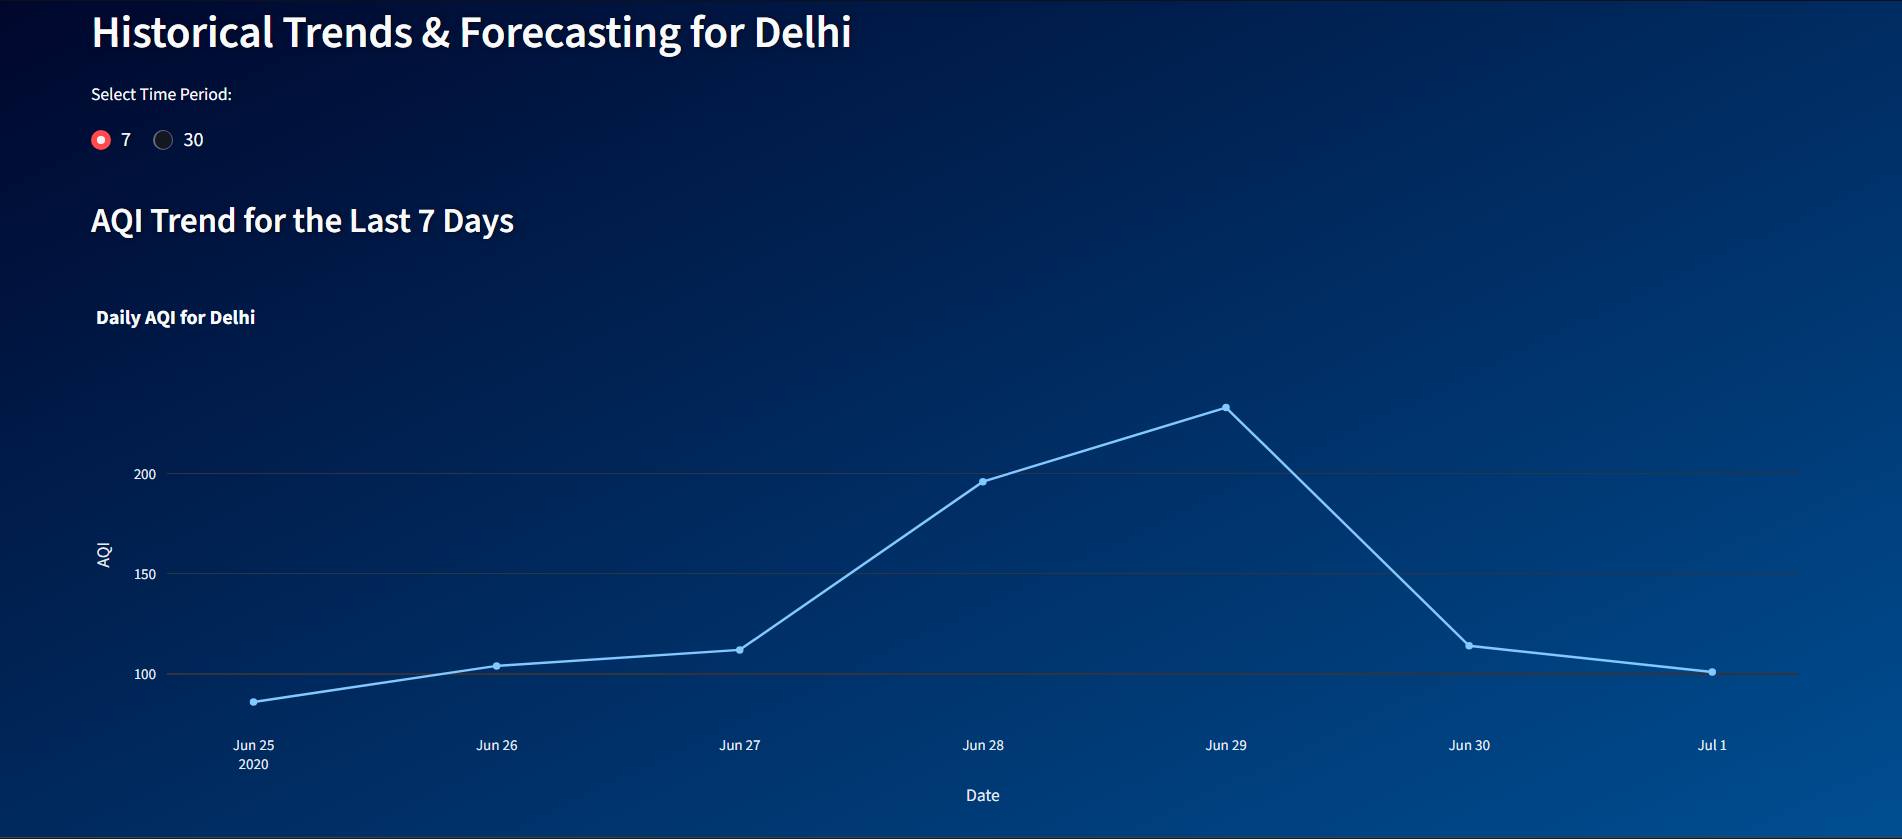 Historical Trends & Forecasting for Delhi
Select Time Period:
7 30
AQI Trend for the Last 7 Days
Daily AQI for Delhi
200
150
100
AQI
Jun 25 Jun 26 Jun 27 Jun 28 Jun 29 Jun 30 Jul 1
2020
Date